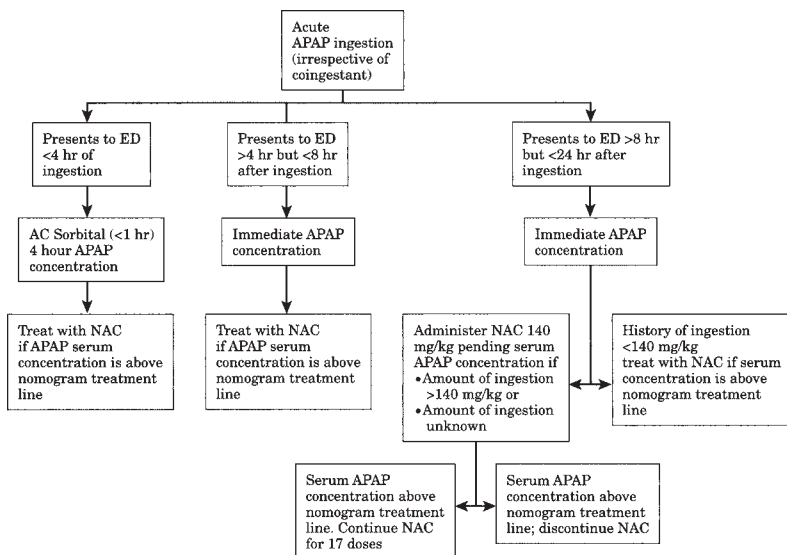 Acute
APAP ingestion
(irrespective of
coingestant)
Presents to ED
<4 hr of
ingestion
Presents to ED
>4 hr but <8 hr
after ingestion
Presents to ED >8 hr
but <24 hr after
ingestion
AC Sorbital (<1 hr)
4 hour APAP
concentration
Immediate APAP
concentration
Immediate APAP
concentration
Treat with NAC
if APAP serum
concentration is above
nomogram treatment
line
Treat with NAC
if APAP serum
concentration is above
nomogram treatment
line
Administer NAC 140
mg/kg pending serum
APAP concentration if
•Amount of ingestion
>140 mg/kg or
•Amount of ingestion
unknown
History of ingestion
<140 mg/kg
treat with NAC if serum
concentration is above
nomogram treatment
line
Serum APAP
concentration above
nomogram treatment
line. Continue NAC
for 17 doses
Serum APAP
concentration above
nomogram treatment
line; discontinue NAC